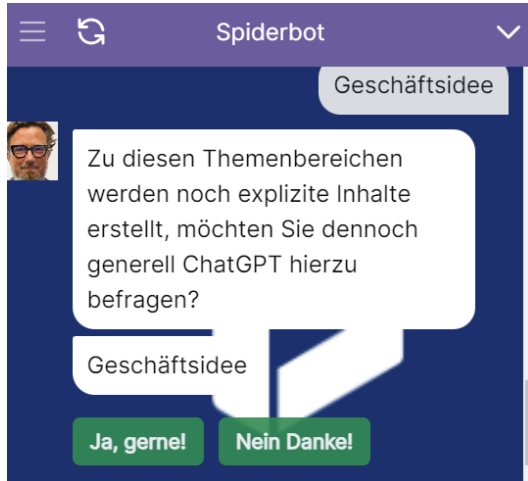 Spiderbot
Geschäftsidee
Zu diesen Themenbereichen
werden noch explizite Inhalte
erstellt, möchten Sie dennoch
generell ChatGPT hierzu
befragen?
Geschäftsidee
Ja, gerne! Nein Danke!